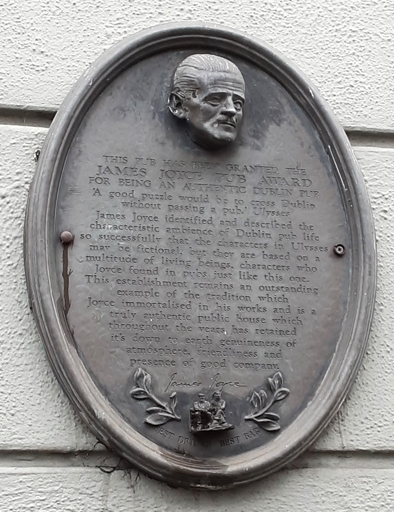 THIS PUB HAS BEEN GRANTED THE
JAMES JOYCE PUB AWARD
FOR BEING AN AUTHENTIC DUBLIN PUB
'A good puzzle would be to cross Dublin
without passing a pub.' Ulysses
James Joyce identified and described the
characteristic ambience of Dublin pub life
so successfully that the characters in Ulysses
may be fictional, but they are based on a
multitude of living beings, characters who
Joyce found in pubs just like this one.
This establishment remains an outstanding
example of the tradition which
Joyce immortalised in his works and is a
truly authentic public house which
throughout the years has retained
it's down to earth genuineness of
atmosphere, friendliness and
presence of good company.
James Joyce
BEST PUB